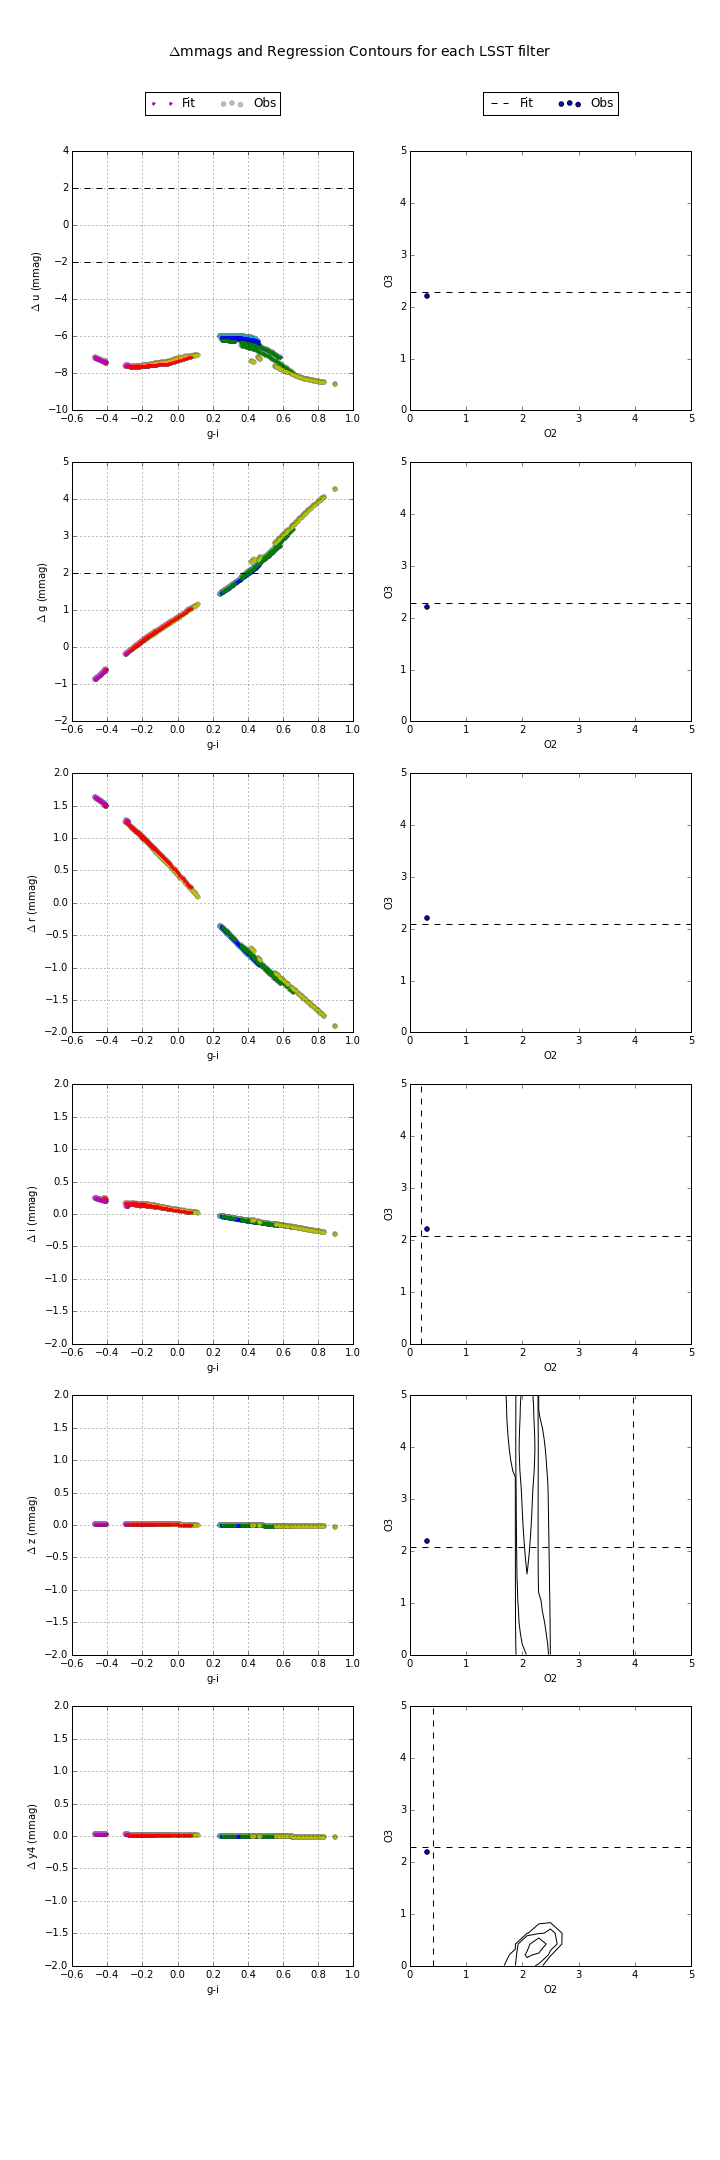 Δmmags and Regression Contours for each LSST filter
Fit Obs
Fit Obs
Δ u (mmag)
4
2
0
−2
−4
−6
−8
−10
−0.6 −0.4 −0.2 0.0 0.2 0.4 0.6 0.8 1.0
g-i
O3
5
4
3
2
1
0
0 1 2 3 4 5
O2
Δ g (mmag)
5
4
3
2
1
0
−1
−2
−0.6 −0.4 −0.2 0.0 0.2 0.4 0.6 0.8 1.0
g-i
O3
5
4
3
2
1
0
0 1 2 3 4 5
O2
Δ r (mmag)
2.0
1.5
1.0
0.5
0.0
−0.5
−1.0
−1.5
−2.0
−0.6 −0.4 −0.2 0.0 0.2 0.4 0.6 0.8 1.0
g-i
O3
5
4
3
2
1
0
0 1 2 3 4 5
O2
Δ i (mmag)
2.0
1.5
1.0
0.5
0.0
−0.5
−1.0
−1.5
−2.0
−0.6 −0.4 −0.2 0.0 0.2 0.4 0.6 0.8 1.0
g-i
O3
5
4
3
2
1
0
0 1 2 3 4 5
O2
Δ z (mmag)
2.0
1.5
1.0
0.5
0.0
−0.5
−1.0
−1.5
−2.0
−0.6 −0.4 −0.2 0.0 0.2 0.4 0.6 0.8 1.0
g-i
O3
5
4
3
2
1
0
0 1 2 3 4 5
O2
Δ y4 (mmag)
2.0
1.5
1.0
0.5
0.0
−0.5
−1.0
−1.5
−2.0
−0.6 −0.4 −0.2 0.0 0.2 0.4 0.6 0.8 1.0
g-i
O3
5
4
3
2
1
0
0 1 2 3 4 5
O2